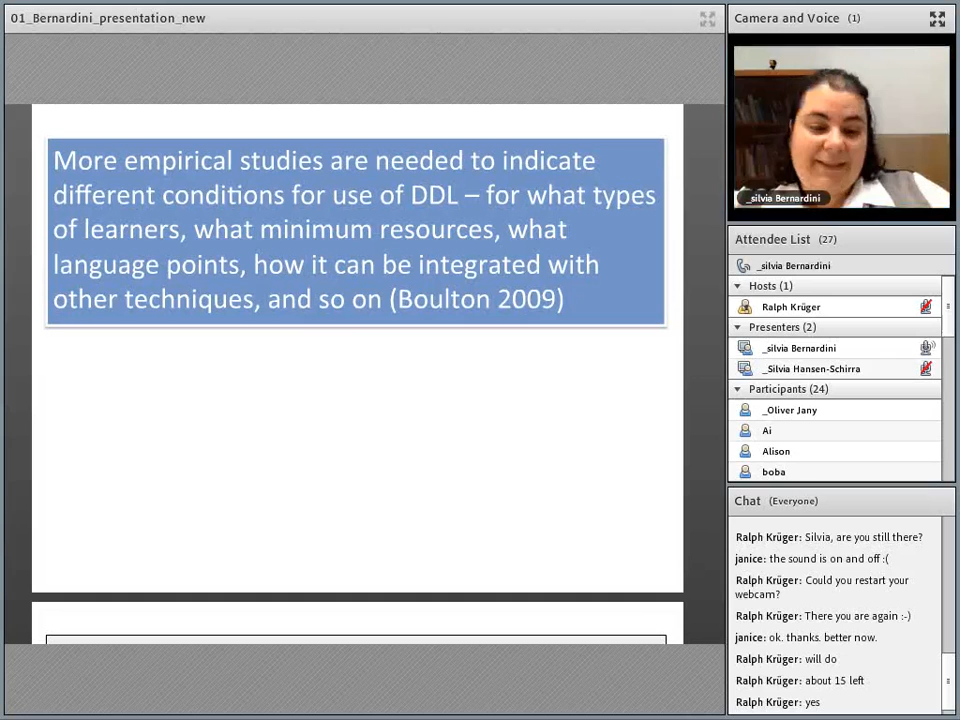 01_Bernardini_presentation_new
More empirical studies are needed to indicate
different conditions for use of DDL – for what types
of learners, what minimum resources, what
language points, how it can be integrated with
other techniques, and so on (Boulton 2009)
Camera and Voice (1)
_silvia Bernardini
Attendee List (27)
_silvia Bernardini
Hosts (1)
Ralph Krüger
Presenters (2)
_silvia Bernardini
_Silvia Hansen-Schirra
Participants (24)
_Oliver Jany
Ai
Alison
boba
Chat (Everyone)
Ralph Krüger: Silvia, are you still there?
janice: the sound is on and off :(
Ralph Krüger: Could you restart your
webcam?
Ralph Krüger: There you are again :-)
janice: ok. thanks. better now.
Ralph Krüger: will do
Ralph Krüger: about 15 left
Ralph Krüger: yes